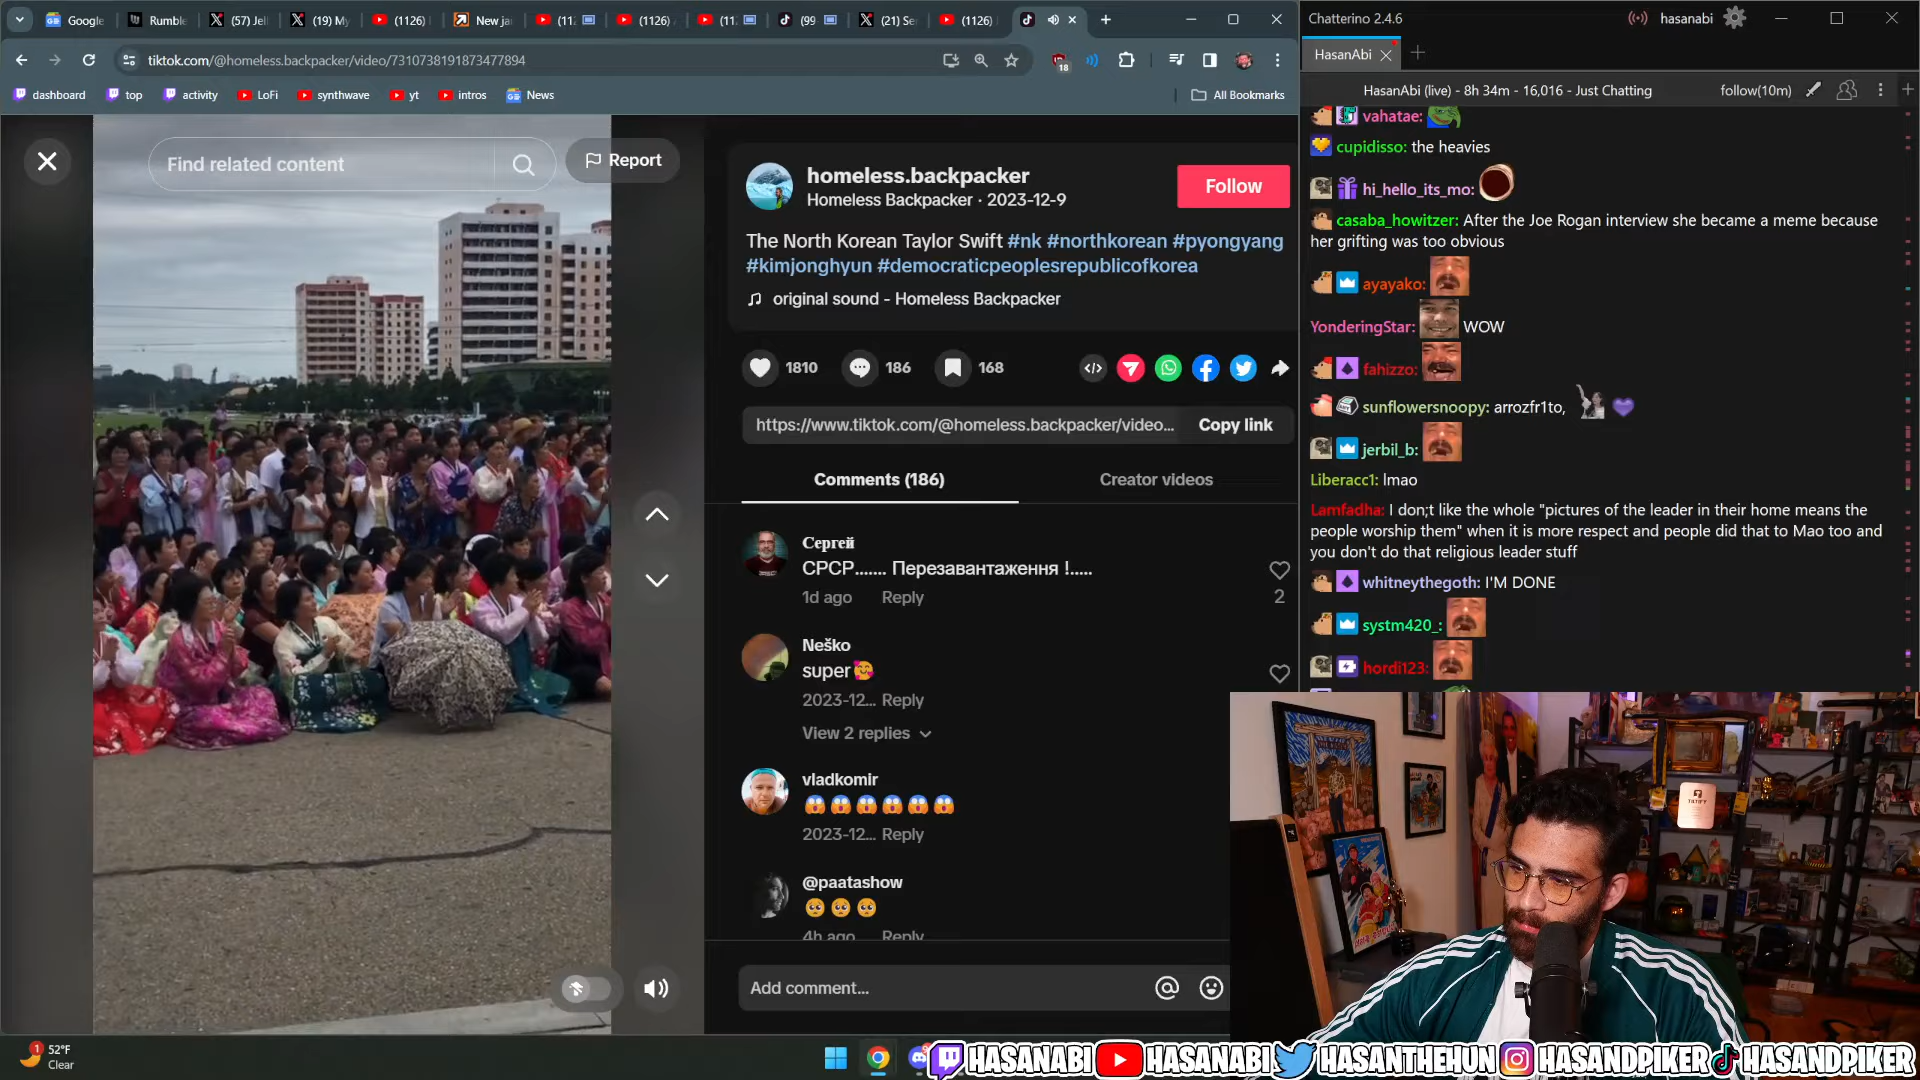 Google
Rumble
(57) Jel
(19) My
(1126)
New ja
(11
(1126)
(11
(99
(21) Se
(1126)
tiktok.com/@homeless.backpacker/video/7310738191873477894
18
dashboard
top
activity
LoFi
synthwave
yt
intros
News
All Bookmarks
Find related content
Report
homeless.backpacker
Homeless Backpacker · 2023-12-9
Follow
The North Korean Taylor Swift #nk #northkorean #pyongyang
#kimjonghyun #democraticpeoplesrepublicofkorea
original sound - Homeless Backpacker
1810
186
168
https://www.tiktok.com/@homeless.backpacker/video...
Copy link
Comments (186)
Creator videos
Сергей
СРСР....... Перезавантаження !.....
1d ago Reply
2
Neško
super🥰
2023-12... Reply
View 2 replies
vladkomir
😱😱😱😱😱😱
2023-12... Reply
@paatashow
🥺🥺🥺
4h ago Reply
Add comment...
Chatterino 2.4.6
hasanabi
HasanAbi
HasanAbi (live) - 8h 34m - 16,016 - Just Chatting
follow(10m)
vahatae:
cupidisso: the heavies
hi_hello_its_mo:
casaba_howitzer: After the Joe Rogan interview she became a meme because
her grifting was too obvious
ayayako:
YonderingStar: WOW
fahizzo:
sunflowersnoopy: arrozfr1to,
jerbil_b:
Liberacc1: lmao
Lamfadha: I don;t like the whole "pictures of the leader in their home means the
people worship them" when it is more respect and people did that to Mao too and
you don't do that religious leader stuff
whitneythegoth: I'M DONE
systm420_:
hordi123:
1
52°F
Clear
HASANABI
HASANABI
HASANTHEHUN
HASANDPIKER
HASANDPIKER